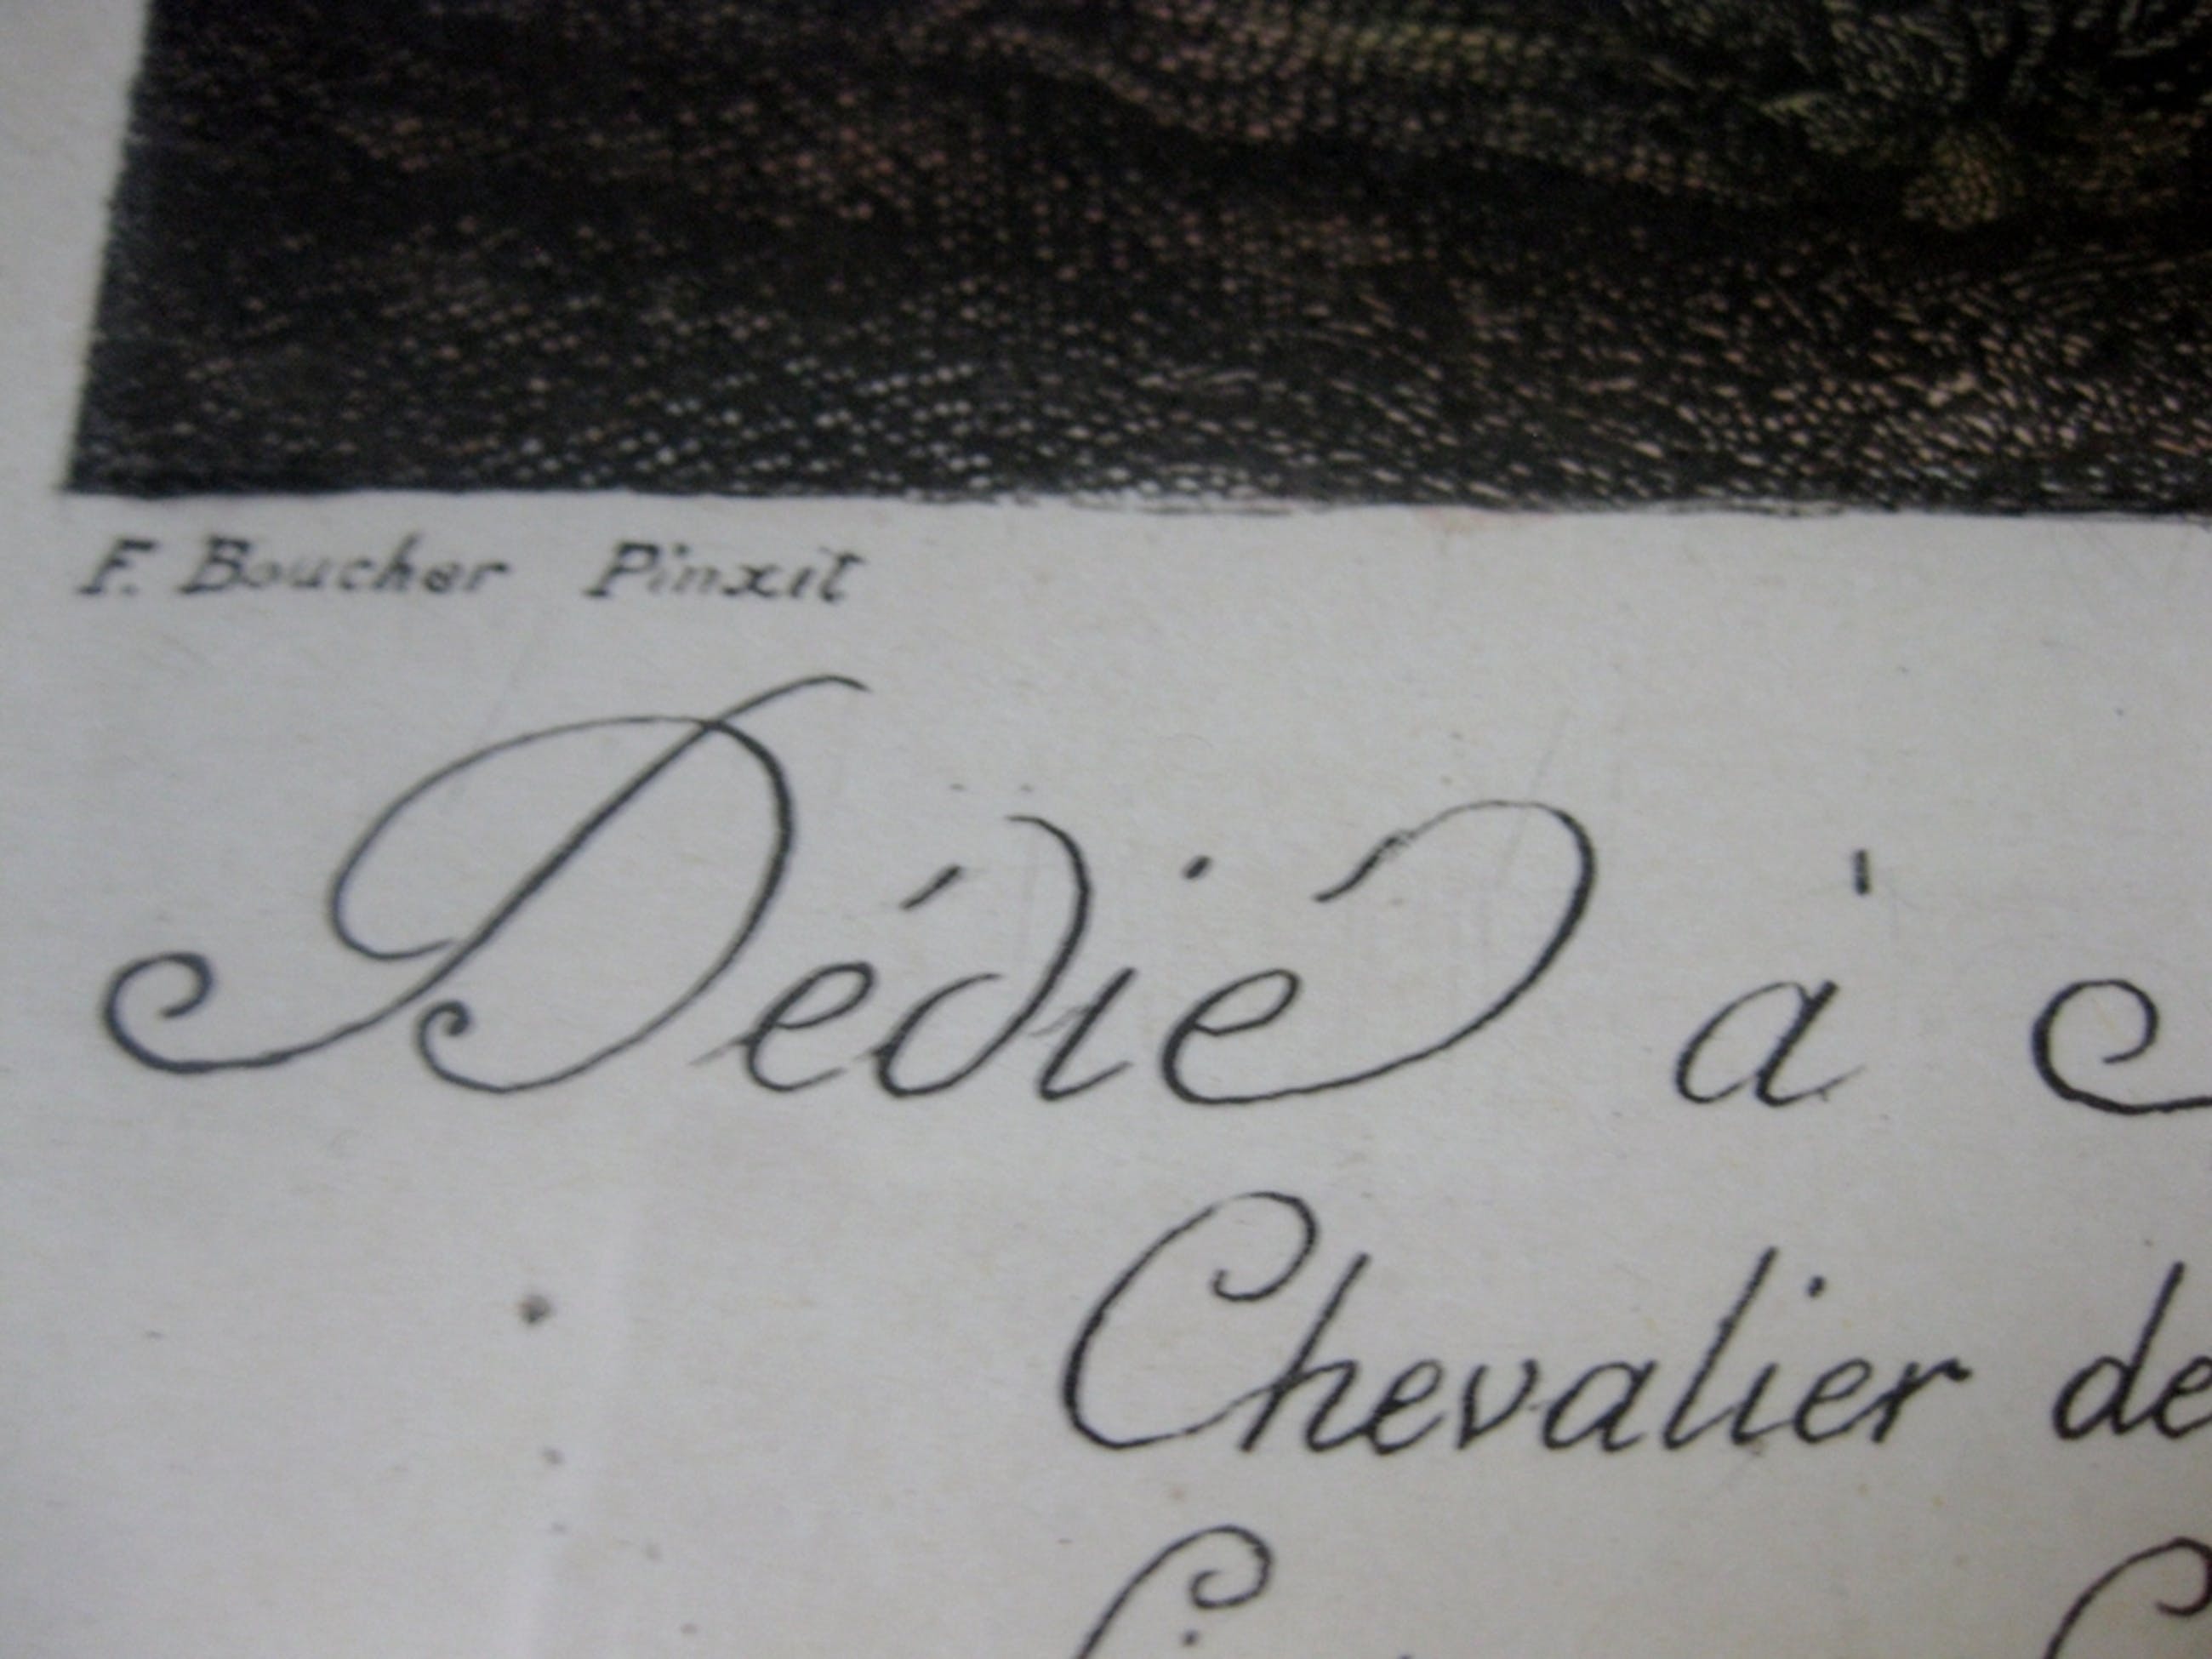 F. Boucher Pinxit
Dédié à
Chevalier de